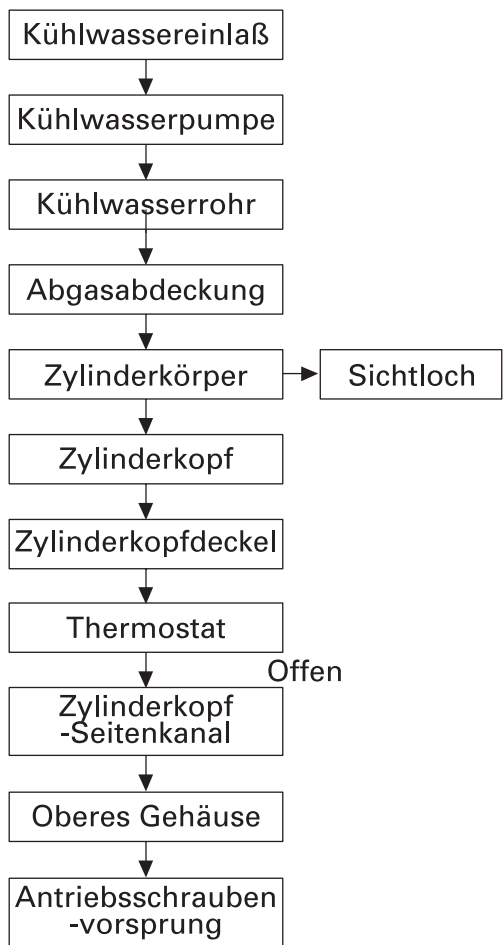 Kühlwassereinlaß
Kühlwasserpumpe
Kühlwasserrohr
Abgasabdeckung
Zylinderkörper
Sichtloch
Zylinderkopf
Zylinderkopfdeckel
Thermostat
Offen
Zylinderkopf
-Seitenkanal
Oberes Gehäuse
Antriebsschrauben
-vorsprung